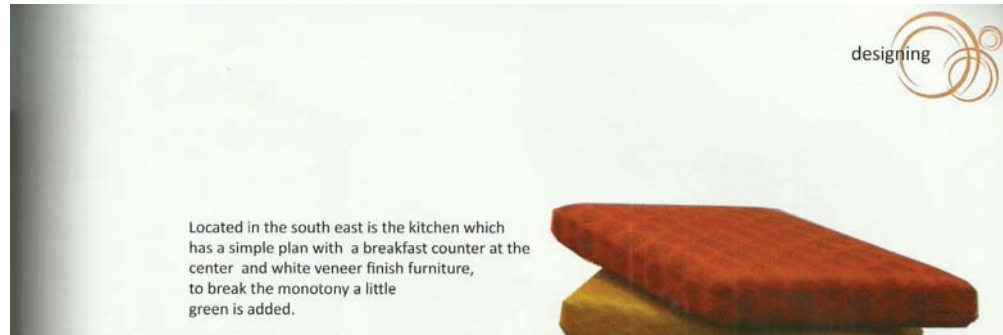 designing
Located in the south east is the kitchen which
has a simple plan with  a breakfast counter at the
center  and white veneer finish furniture,
to break the monotony a little
green is added.